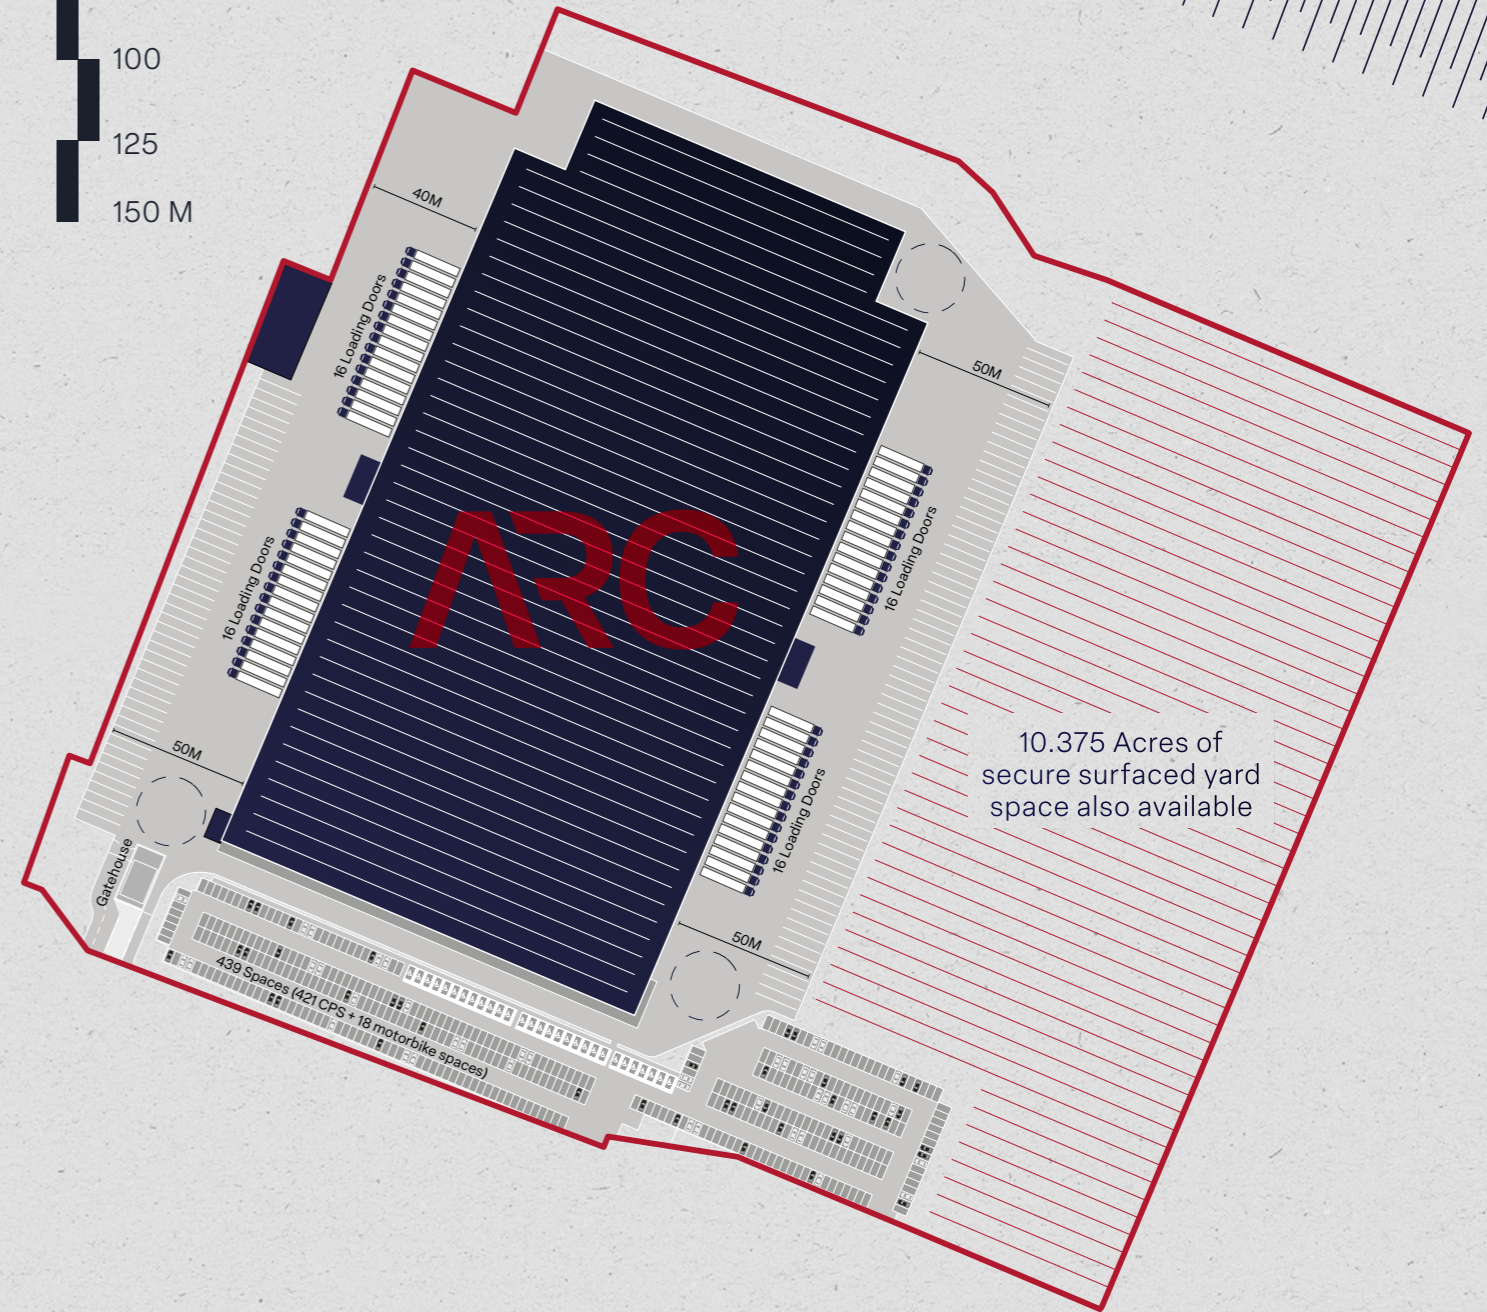 100
125
150 M
40M
16 Loading Doors
50M
16 Loading Doors
16 Loading Doors
ARC
50M
16 Loading Doors
10.375 Acres of
secure surfaced yard
space also available
Gatehouse
50M
439 Spaces (421 CPS + 18 motorbike spaces)